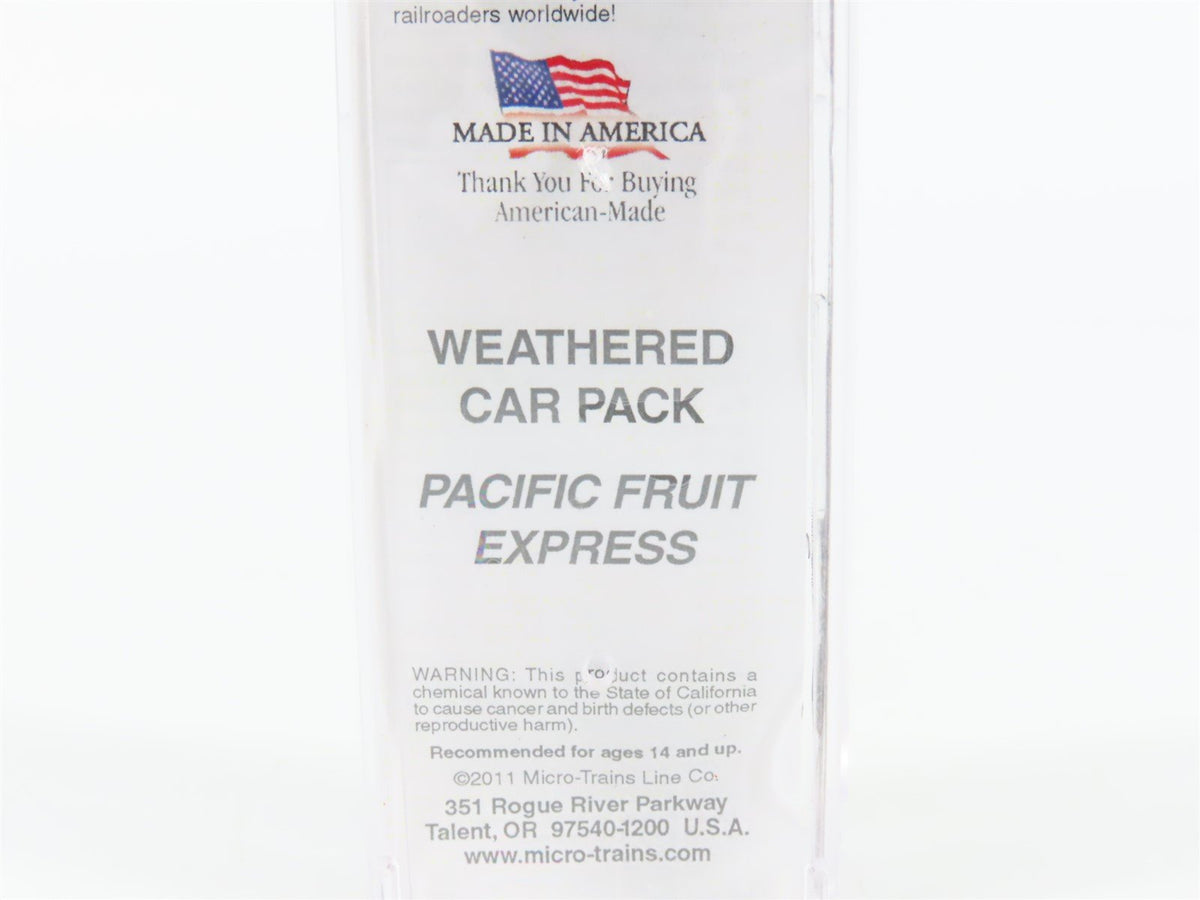 railroaders worldwide!
MADE IN AMERICA
Thank You For Buying
American-Made
WEATHERED
CAR PACK
PACIFIC FRUIT
EXPRESS
WARNING: This product contains a
chemical known to the State of California
to cause cancer and birth defects (or other
reproductive harm).
Recommended for ages 14 and up.
©2011 Micro-Trains Line Co.
351 Rogue River Parkway
Talent, OR 97540-1200 U.S.A.
www.micro-trains.com